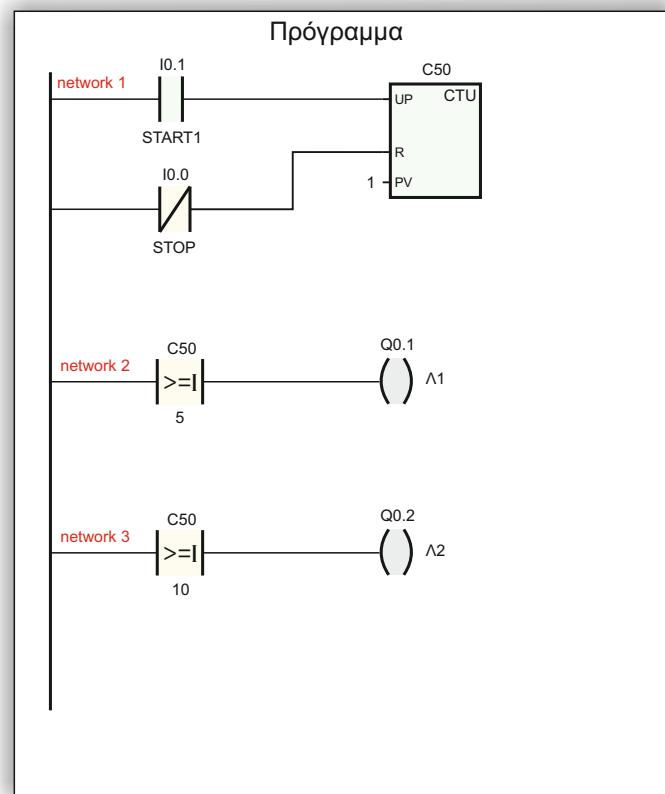 Πρόγραμμα
I0.1
C50
network 1
UP
CTU
START1
R
I0.0
1
PV
STOP
C50
Q0.1
network 2
>=I
Λ1
5
C50
Q0.2
network 3
>=I
Λ2
10